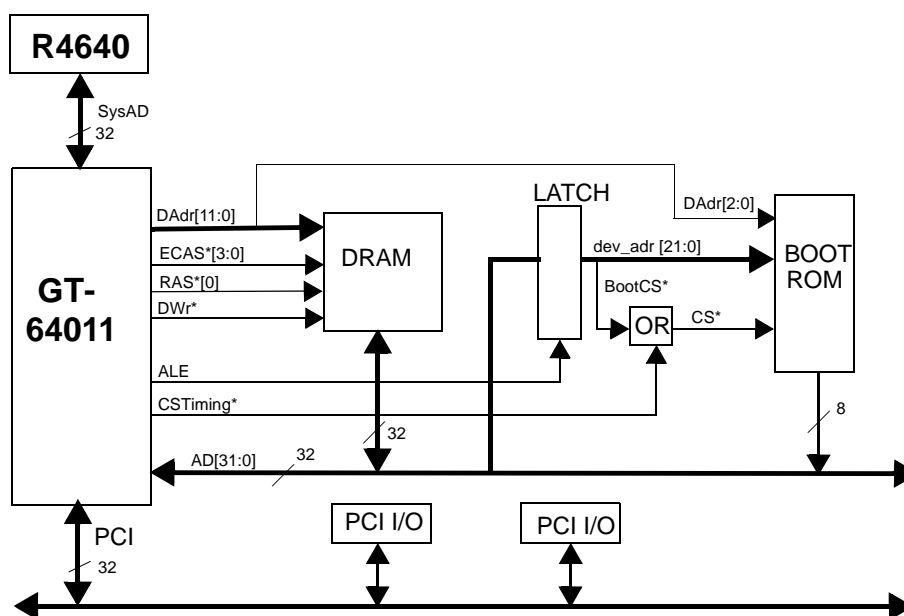 R4640
SysAD
32
GT-
64011
DAdr[11:0]
ECAS*[3:0]
RAS*[0]
DWr*
ALE
CSTiming*
AD[31:0]
32
DRAM
32
LATCH
DAdr[2:0]
dev_adr [21:0]
BootCS*
OR
CS*
BOOT
ROM
8
PCI
32
PCI I/O
PCI I/O